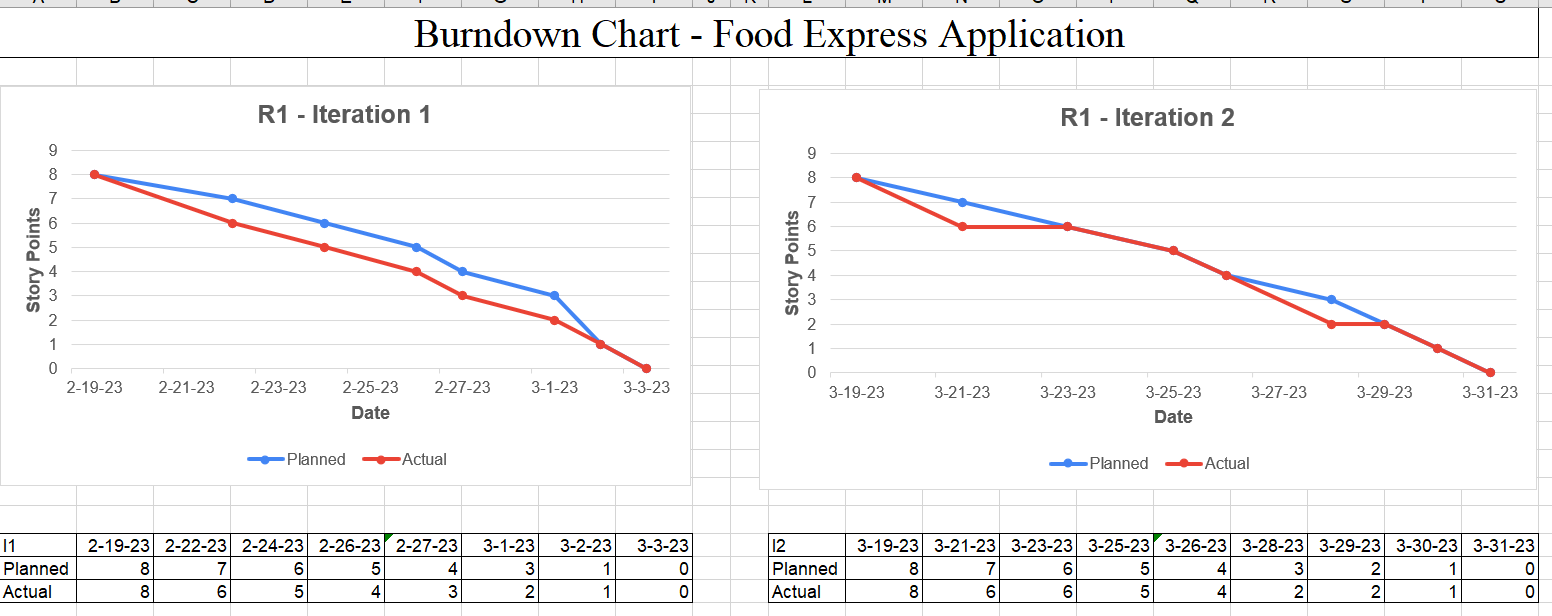 Burndown Chart - Food Express Application
R1 - Iteration 1
9
8
7
6
5
4
3
2
1
0
Story Points
2-19-23 2-21-23 2-23-23 2-25-23 2-27-23 3-1-23 3-3-23
Date
Planned Actual
R1 - Iteration 2
9
8
7
6
5
4
3
2
1
0
Story Points
3-19-23 3-21-23 3-23-23 3-25-23 3-27-23 3-29-23 3-31-23
Date
Planned Actual
I1 2-19-23 2-22-23 2-24-23 2-26-23 2-27-23 3-1-23 3-2-23 3-3-23
Planned 8 7 6 5 4 3 1 0
Actual 8 6 5 4 3 2 1 0
I2 3-19-23 3-21-23 3-23-23 3-25-23 3-26-23 3-28-23 3-29-23 3-30-23 3-31-23
Planned 8 7 6 5 4 3 2 1 0
Actual 8 6 6 5 4 2 2 1 0